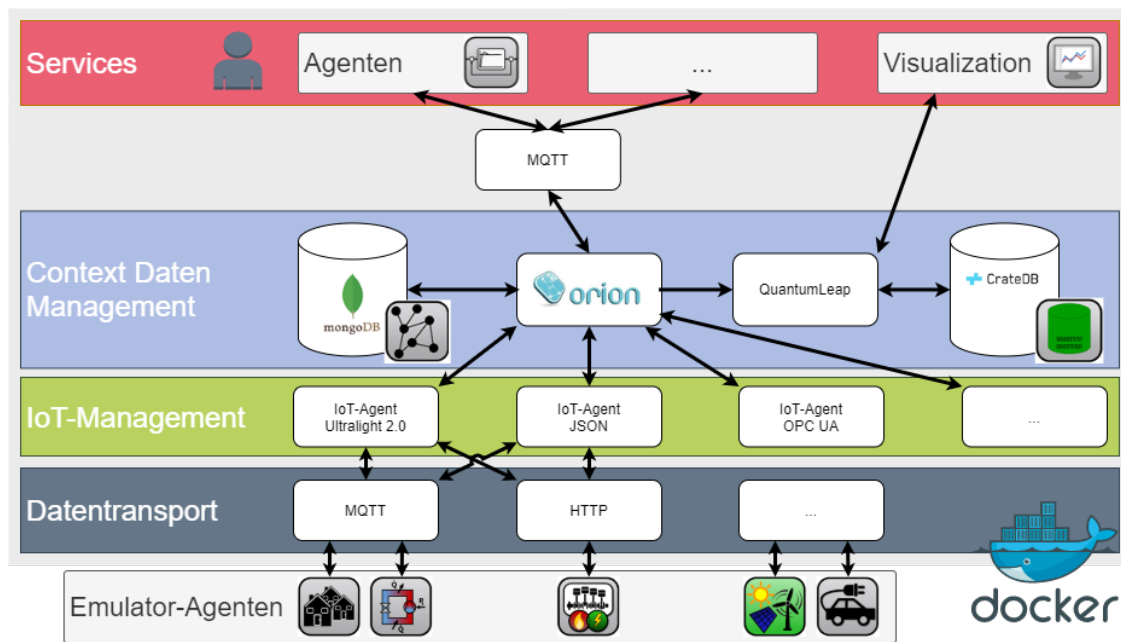 Services
Agenten
...
Visualization
MQTT
Context Daten
Management
mongoDB
orion
QuantumLeap
CrateDB
IoT-Management
IoT-Agent
Ultralight 2.0
IoT-Agent
JSON
IoT-Agent
OPC UA
...
Datentransport
MQTT
HTTP
...
Emulator-Agenten
docker